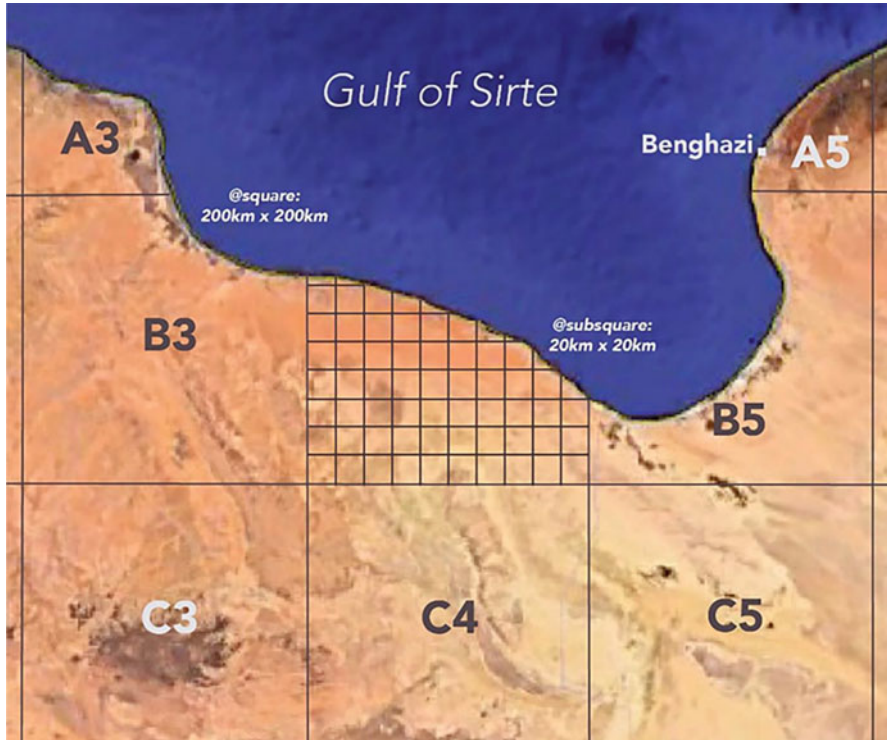 Gulf of Sirte
A3
Benghazi
A5
@square:
200km x 200km
B3
@subsquare:
20km x 20km
B5
C3
C4
C5